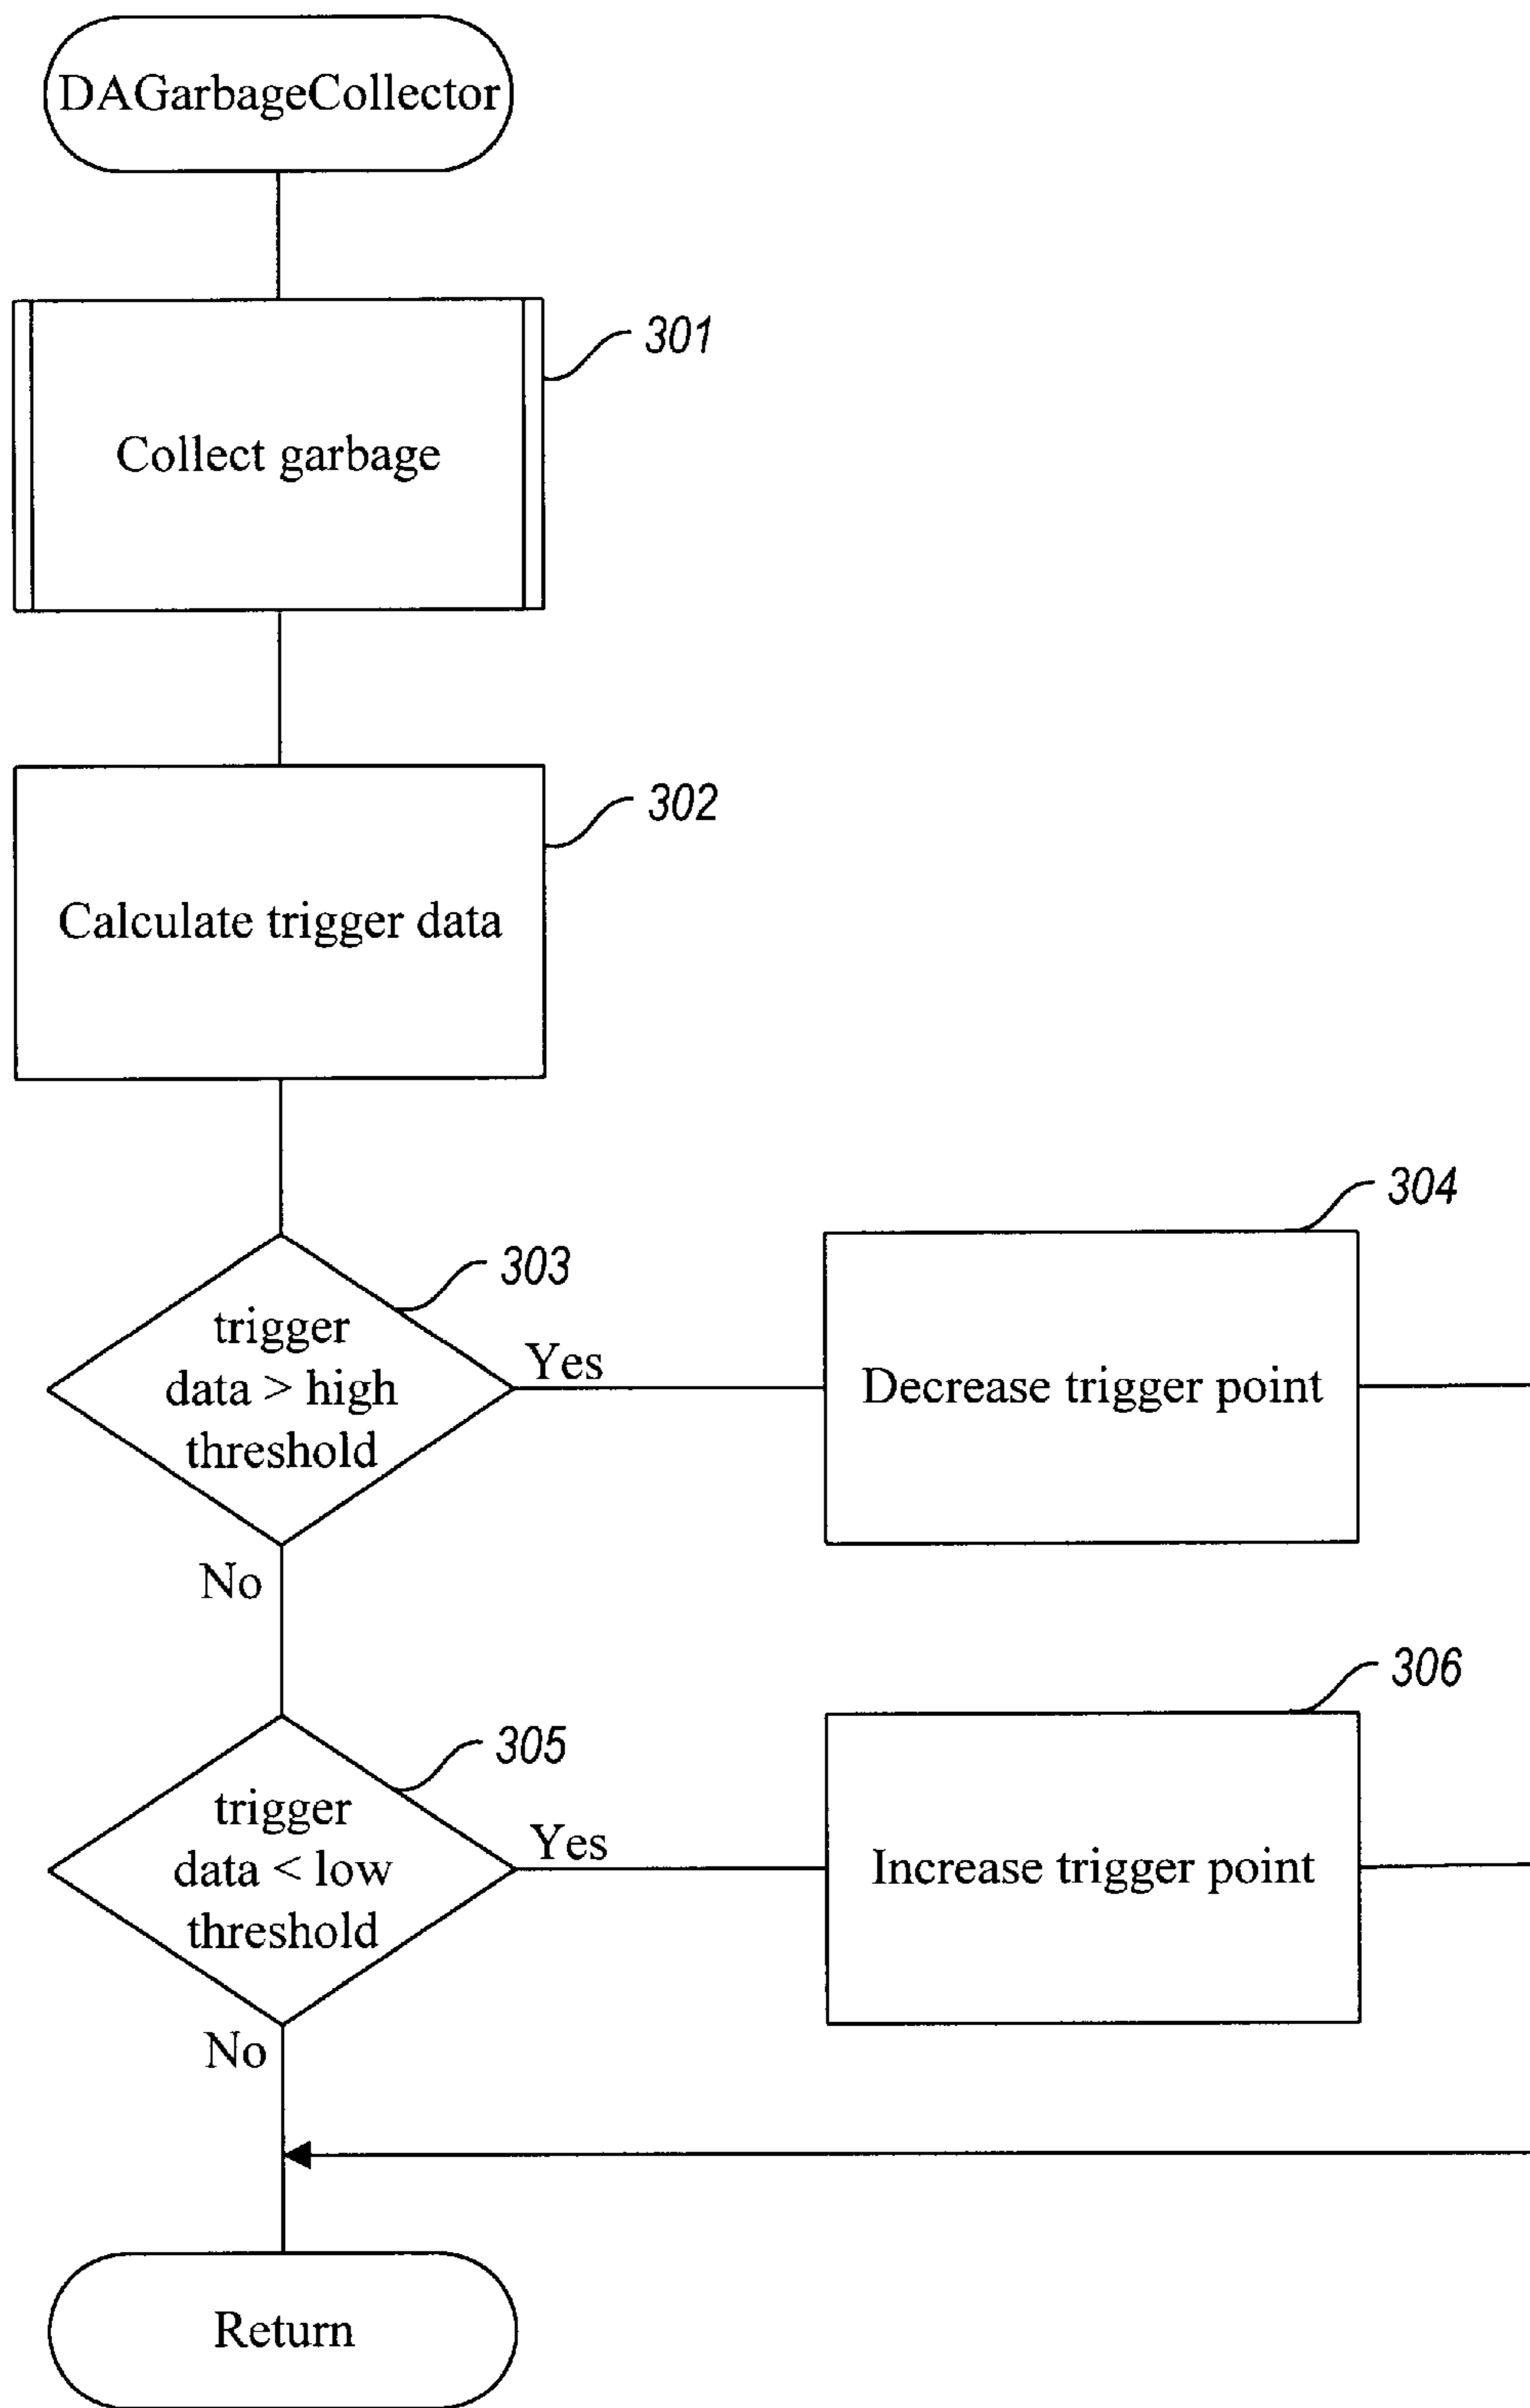 DAGarbageCollector
301
Collect garbage
302
Calculate trigger data
303
trigger
data > high
threshold
Yes
304
Decrease trigger point
No
305
trigger
data < low
threshold
Yes
306
Increase trigger point
No
Return